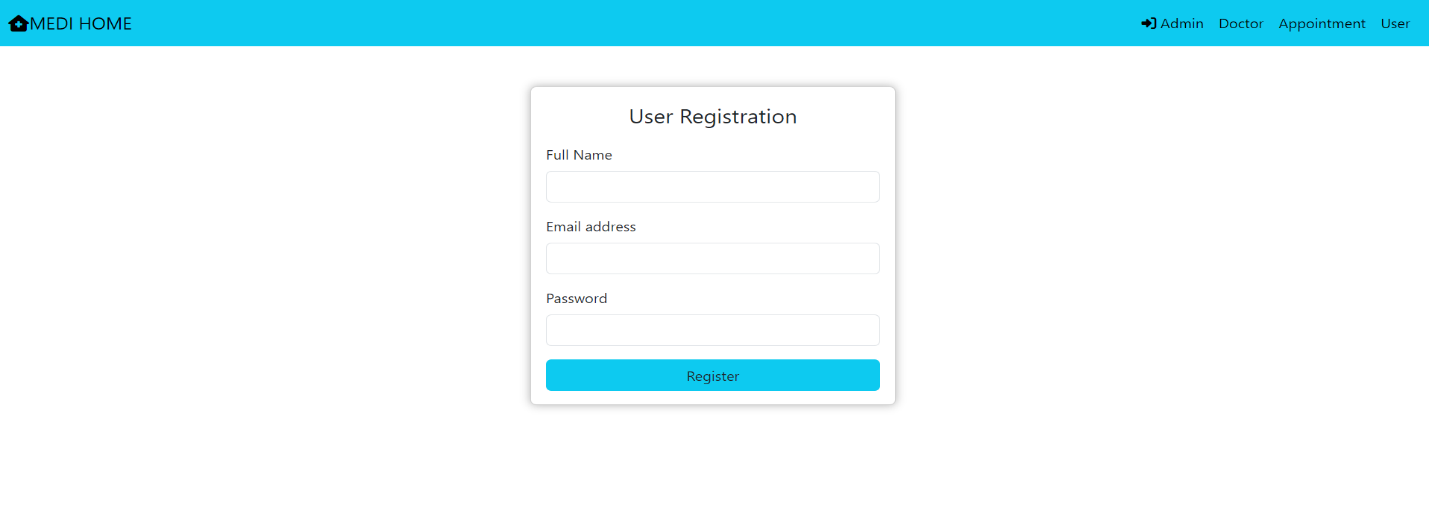 MEDI HOME Admin Doctor Appointment User
User Registration
Full Name
Email address
Password
Register